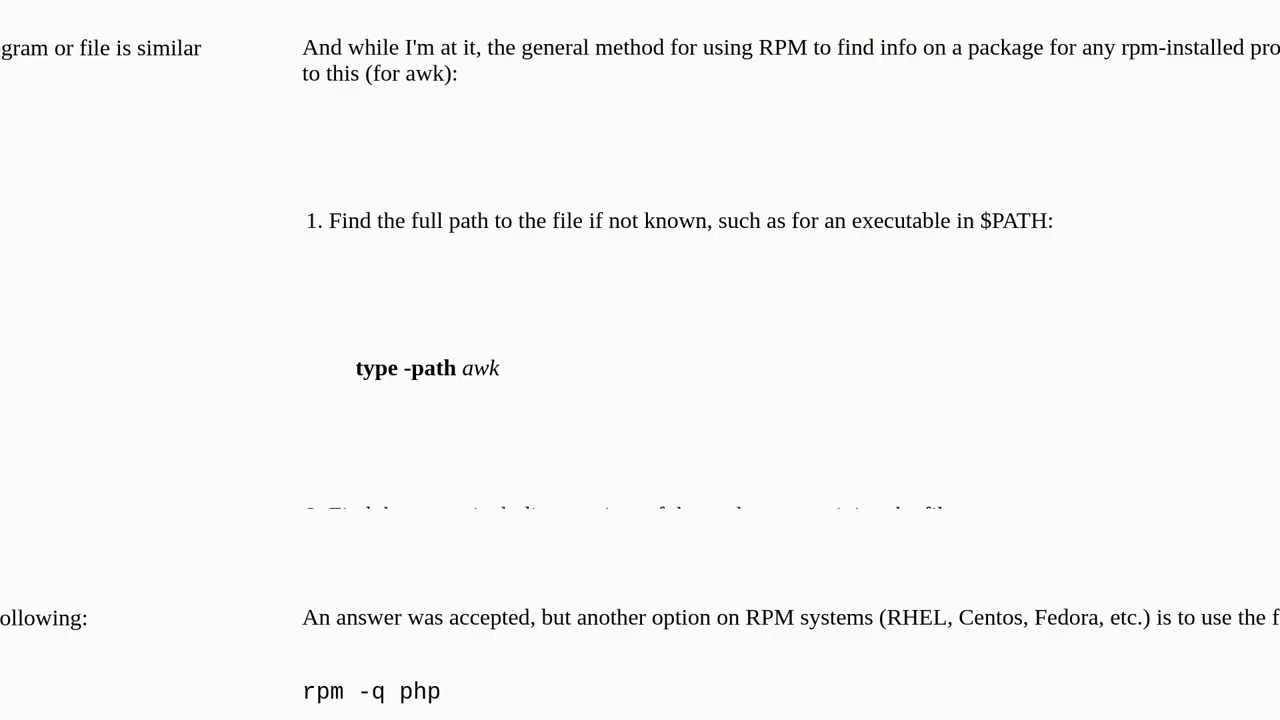 And while I'm at it, the general method for using RPM to find info on a package for any rpm-installed pro
gram or file is similar
to this (for awk):
1. Find the full path to the file if not known, such as for an executable in $PATH:
type -path awk
An answer was accepted, but another option on RPM systems (RHEL, Centos, Fedora, etc.) is to use the f
ollowing:
rpm -q php